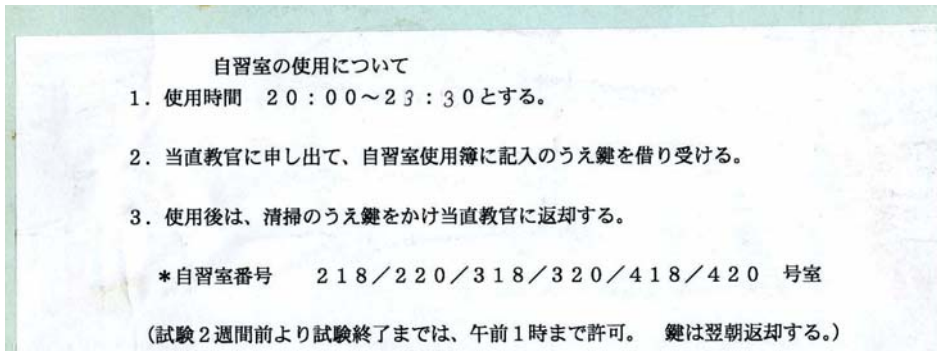 自習室の使用について
１．使用時間　２０：００～２３：３０とする。
２．当直教官に申し出て、自習室使用簿に記入のうえ鍵を借り受ける。
３．使用後は、清掃のうえ鍵をかけ当直教官に返却する。
＊自習室番号　２１８／２２０／３１８／３２０／４１８／４２０　号室
（試験２週間前より試験終了までは、午前１時まで許可。　鍵は翌朝返却する。）